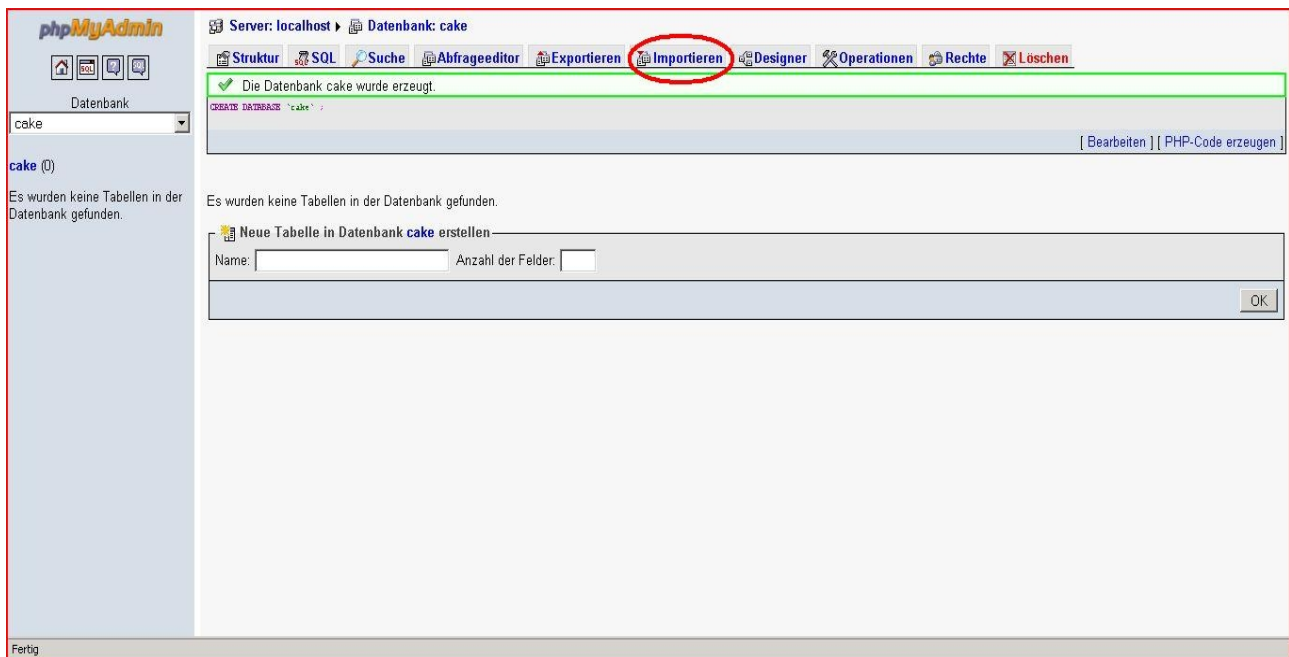 phpMyAdmin
SQL
Datenbank
cake
cake (0)
Es wurden keine Tabellen in der
Datenbank gefunden.
Server: localhost Datenbank: cake
Struktur SQL Suche Abfrageeditor Exportieren Importieren Designer Operationen Rechte Löschen
Die Datenbank cake wurde erzeugt.
CREATE DATABASE `cake` ;
[ Bearbeiten ] [ PHP-Code erzeugen ]
Es wurden keine Tabellen in der Datenbank gefunden.
Neue Tabelle in Datenbank cake erstellen
Name: Anzahl der Felder:
OK
Fertig